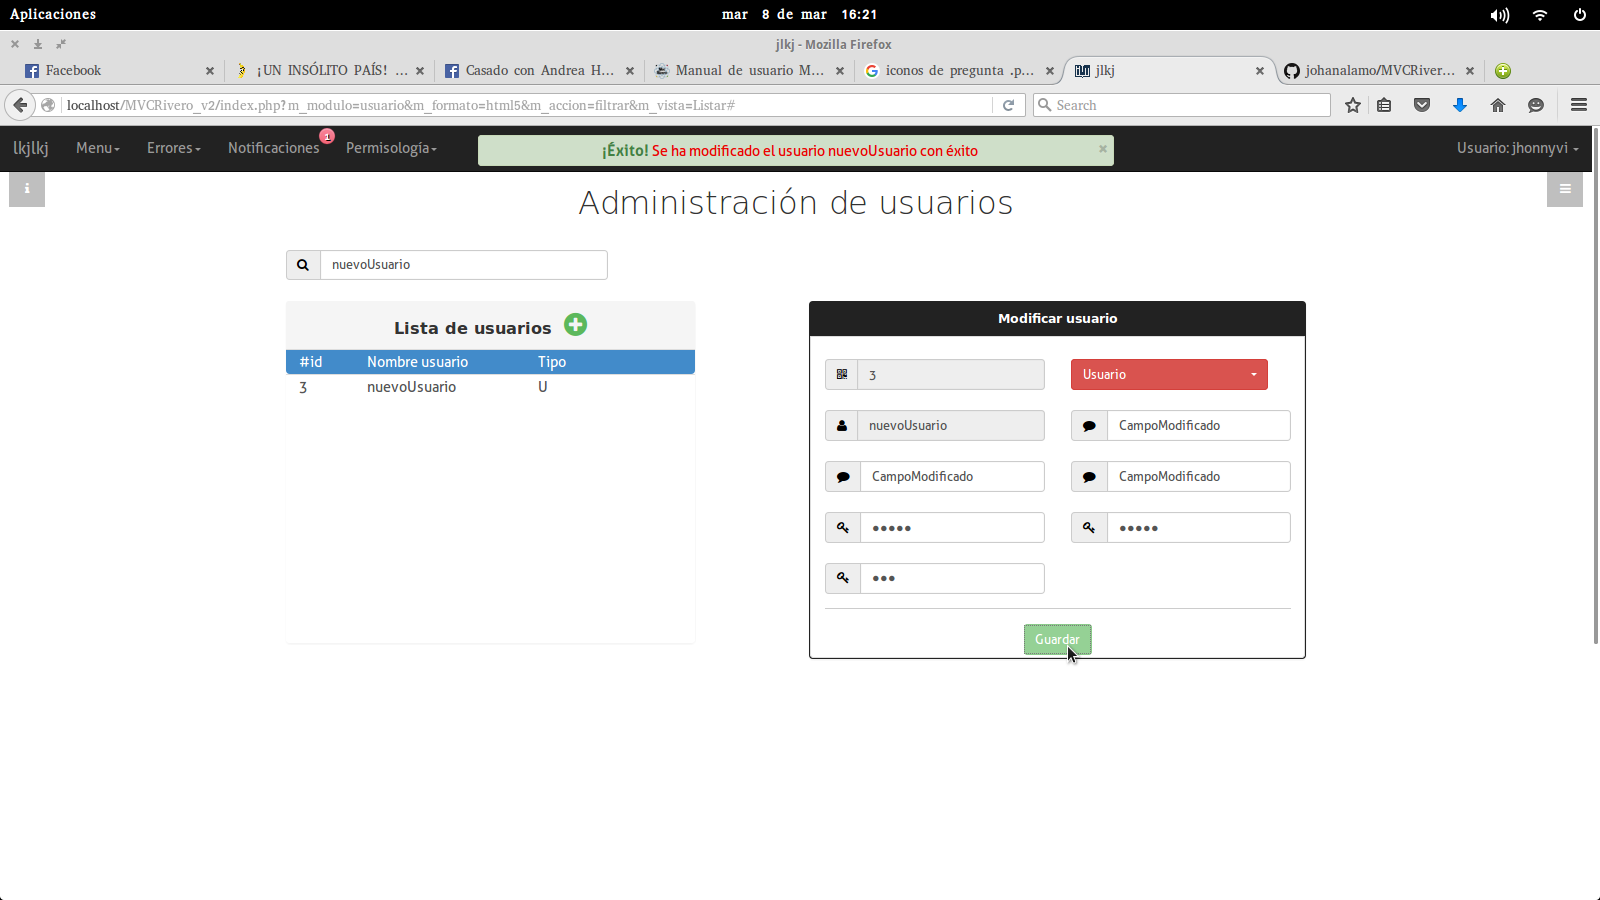 Aplicaciones
mar 8 de mar 16:21
jlkj - Mozilla Firefox
Facebook
¡UN INSÓLITO PAÍS! ...
Casado con Andrea H...
Manual de usuario M...
iconos de pregunta .p...
jlkj
johanalamo/MVCRiver...
localhost/MVCRivero_v2/index.php?m_modulo=usuario&m_formato=html5&m_accion=filtrar&m_vista=Listar#
Search
lkjlkj
Menu
Errores
Notificaciones
1
Permisología
¡Éxito! Se ha modificado el usuario nuevoUsuario con éxito
×
Usuario: jhonnyvi
Administración de usuarios
nuevoUsuario
Lista de usuarios
#id Nombre usuario Tipo
3 nuevoUsuario U
Modificar usuario
3
Usuario
nuevoUsuario
CampoModificado
CampoModificado
CampoModificado
Guardar